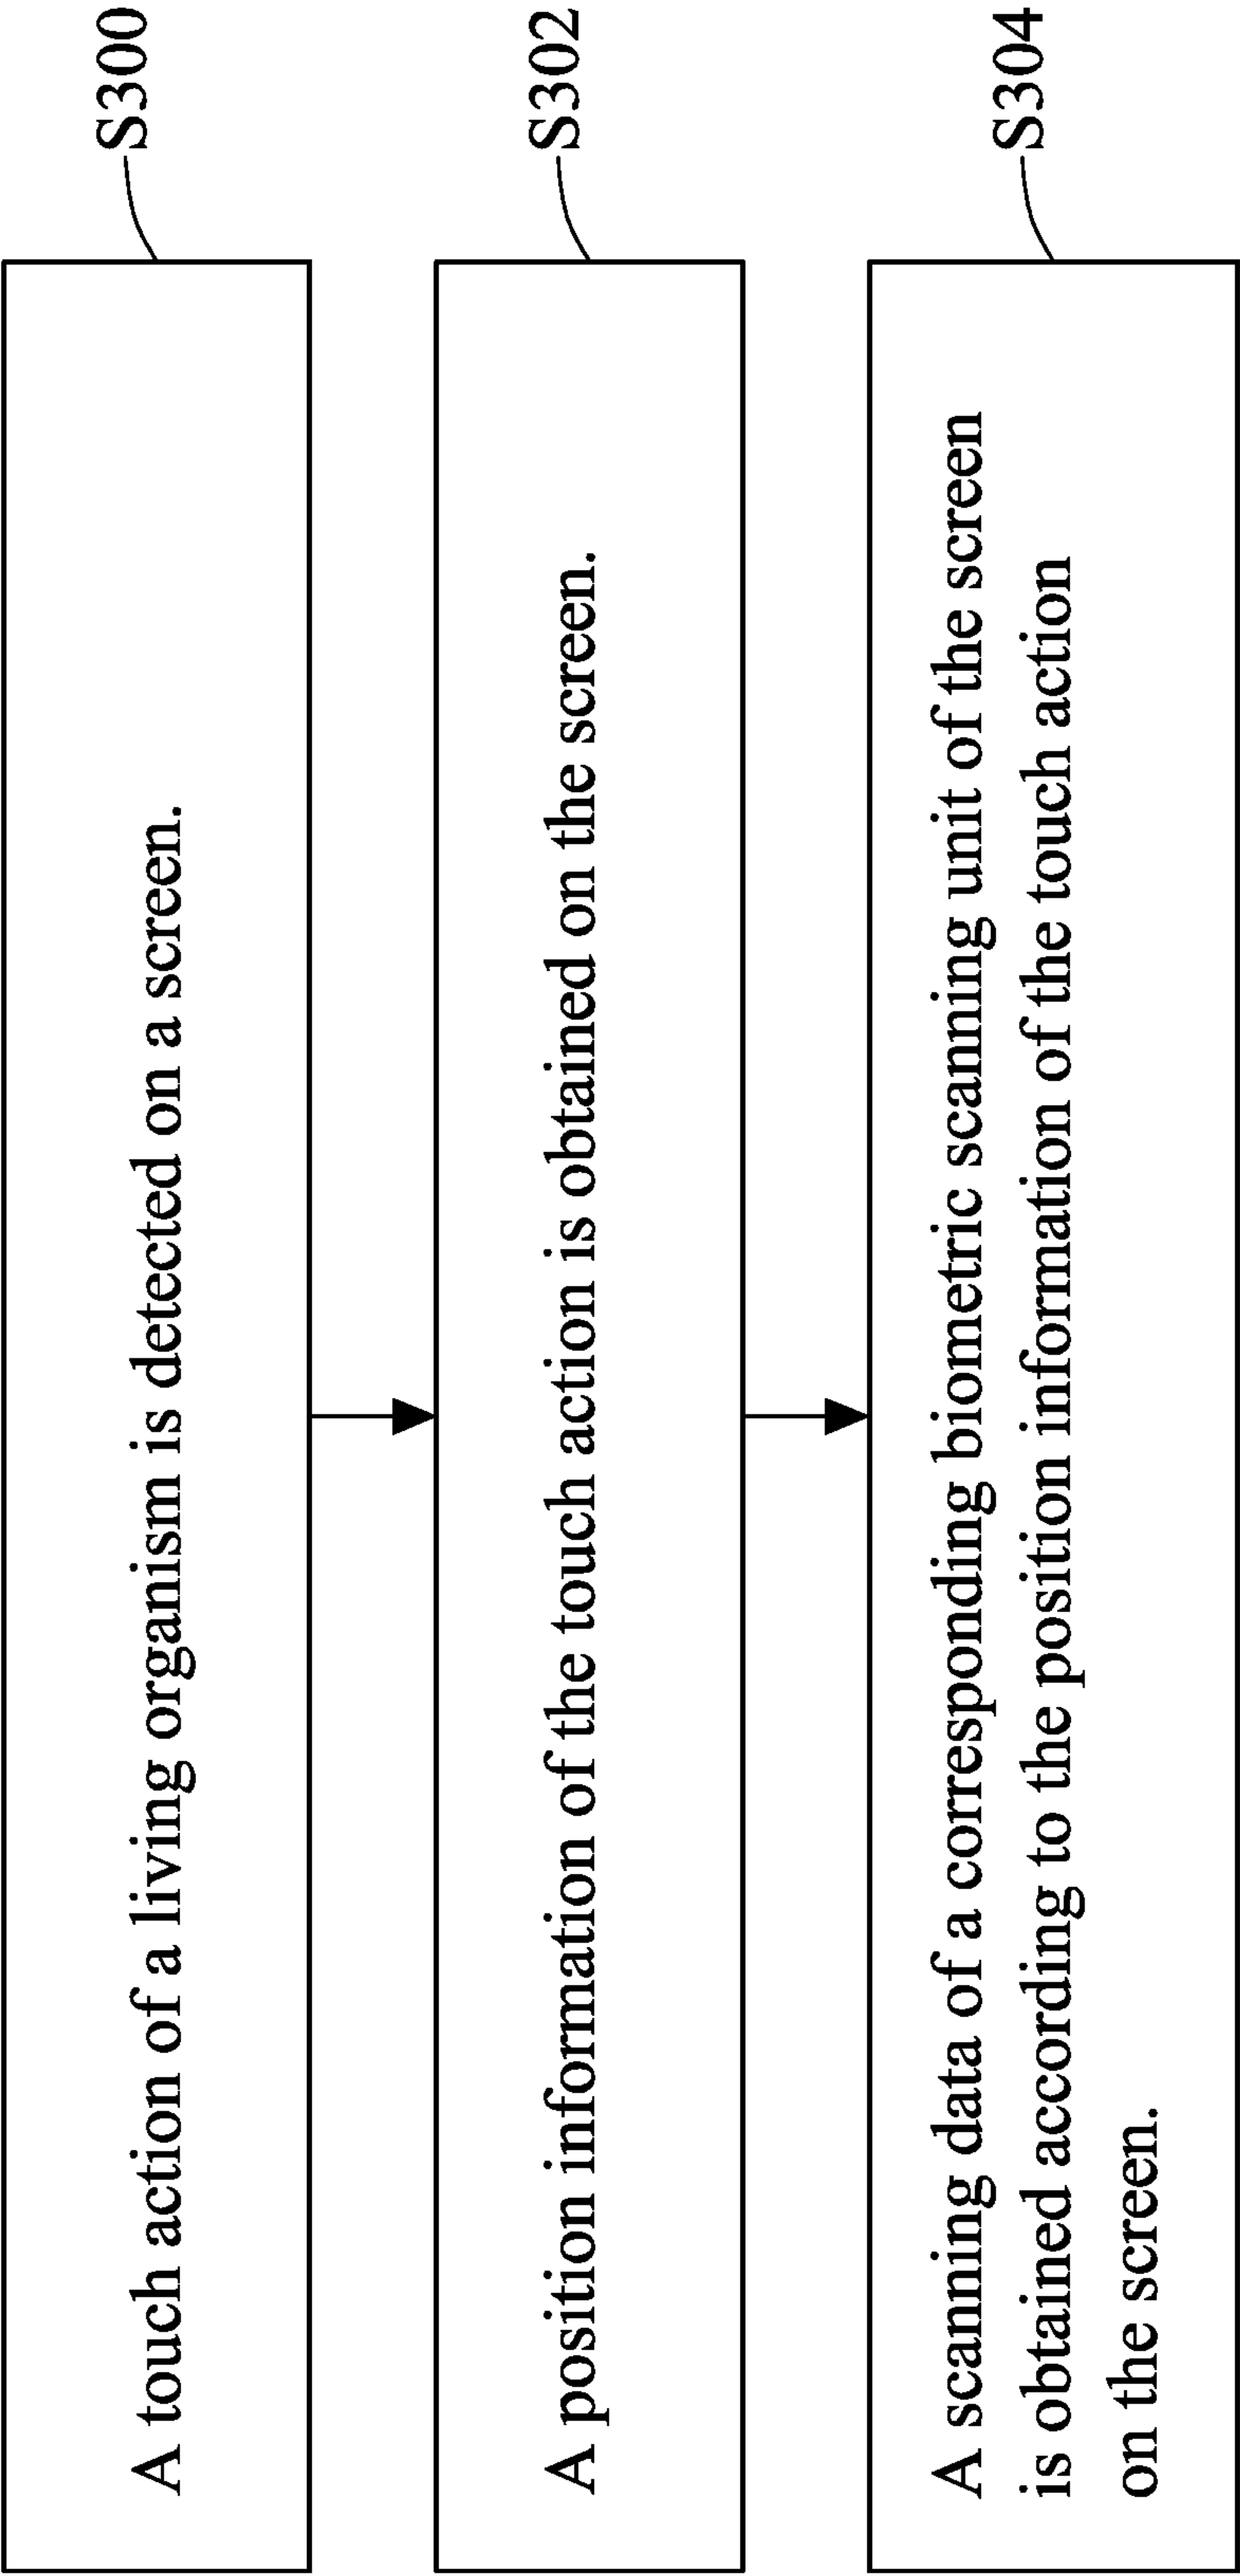 A touch action of a living organism is detected on a screen.
S300
A position information of the touch action is obtained on the screen.
S302
A scanning data of a corresponding biometric scanning unit of the screen
is obtained according to the position information of the touch action
on the screen.
S304